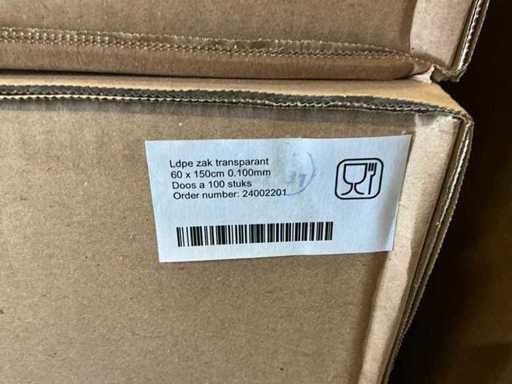 Ldpe zak transparant
60 x 150cm 0.100mm
Doos a 100 stuks
Order number: 24002201